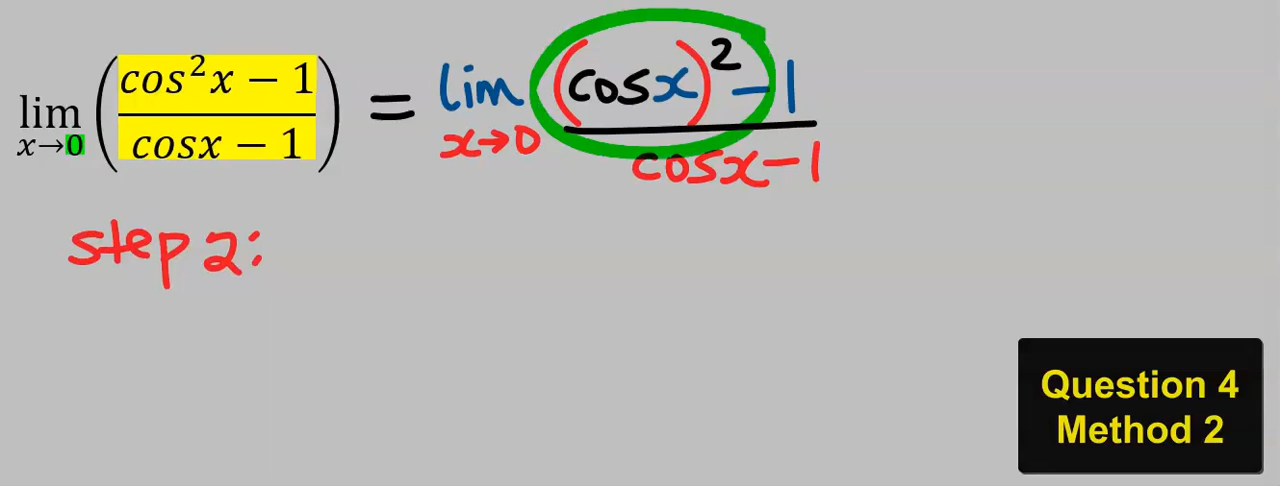 lim x→0 (cos²x − 1 / cosx − 1) = lim x→0 (cosx)² − 1 / cosx − 1
step 2:
Question 4
Method 2